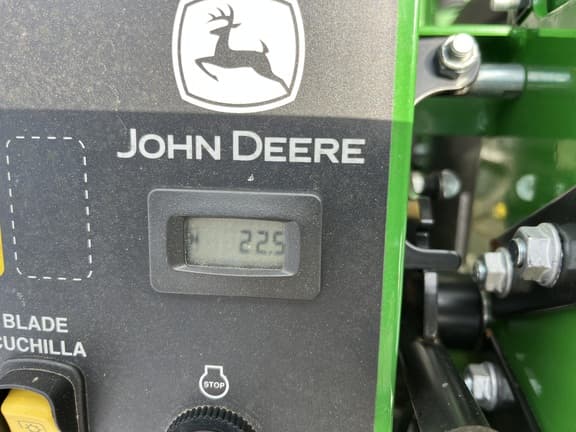 JOHN DEERE
H 22.5
BLADE
CUCHILLA
STOP